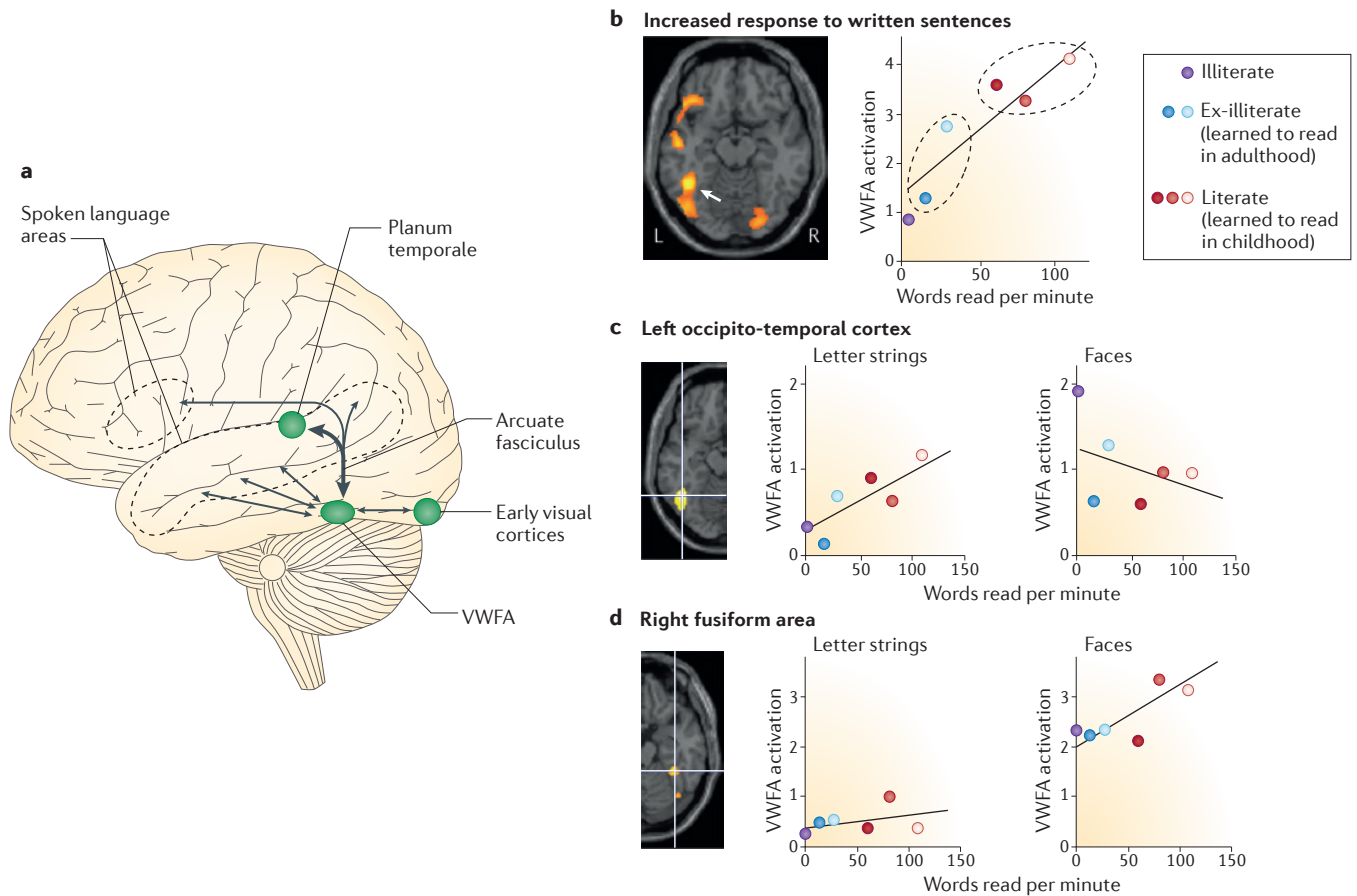 a
Spoken language
areas
Planum
temporale
Arcuate
fasciculus
Early visual
cortices
VWFA
b Increased response to written sentences
L R
VWFA activation
4
3
2
1
0
0 50 100
Words read per minute
Illiterate
Ex-illiterate
(learned to read
in adulthood)
Literate
(learned to read
in childhood)
c Left occipito-temporal cortex
Letter strings
VWFA activation
2
1
0
0 50 100 150
Faces
VWFA activation
2
1
0
0 50 100 150
Words read per minute
d Right fusiform area
Letter strings
VWFA activation
3
2
1
0
0 50 100 150
Faces
VWFA activation
3
2
1
0
0 50 100 150
Words read per minute